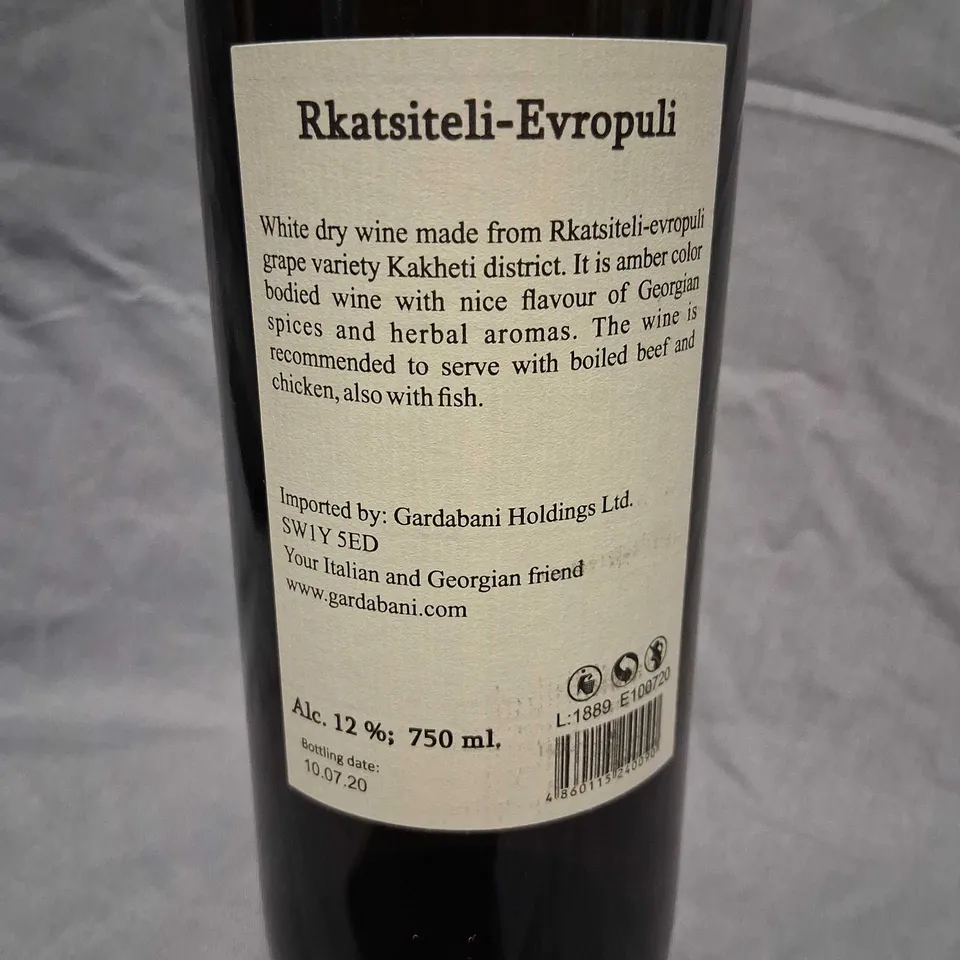 Rkatsiteli-Evropuli
White dry wine made from Rkatsiteli-evropuli
grape variety Kakheti district. It is amber color
bodied wine with nice flavour of Georgian
spices and herbal aromas. The wine is
recommended to serve with boiled beef and
chicken, also with fish.
Imported by: Gardabani Holdings Ltd.
SW1Y 5ED
Your Italian and Georgian friend
www.gardabani.com
L:1889 E100720
Alc. 12 %; 750 ml.
Bottling date:
10.07.20
4 860115 240090